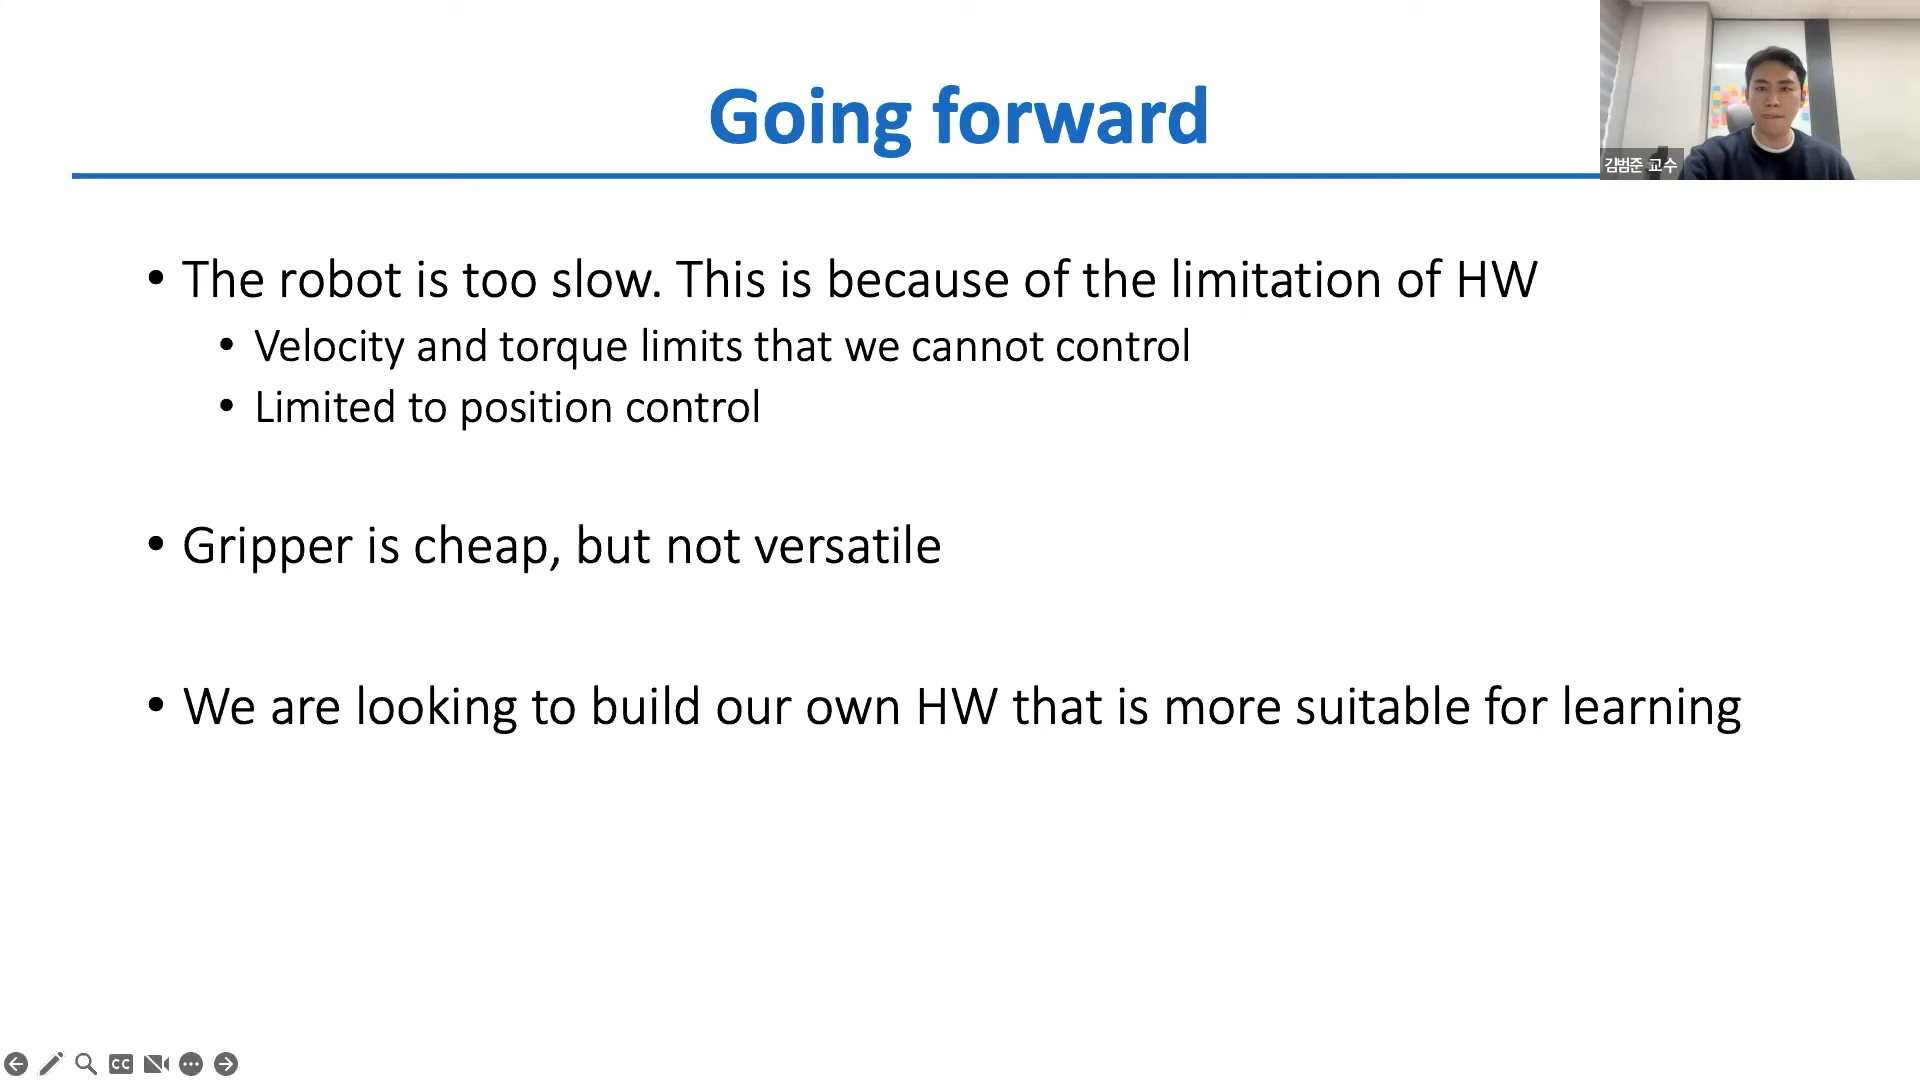 Going forward
김범준 교수
• The robot is too slow. This is because of the limitation of HW
• Velocity and torque limits that we cannot control
• Limited to position control
• Gripper is cheap, but not versatile
• We are looking to build our own HW that is more suitable for learning
CC